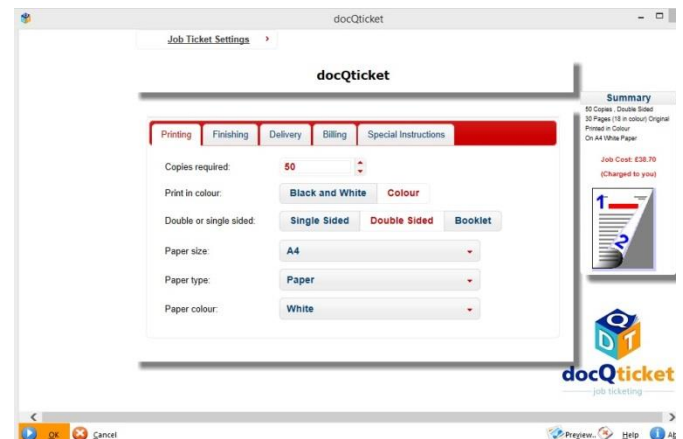 docQticket
Job Ticket Settings
docQticket
Printing Finishing Delivery Billing Special Instructions
Copies required: 50
Print in colour: Black and White Colour
Double or single sided: Single Sided Double Sided Booklet
Paper size: A4
Paper type: Paper
Paper colour: White
Summary
50 Copies , Double Sided
30 Pages (18 in colour) Original
Printed in Colour
On A4 White Paper
Job Cost: £38.70
(Charged to you)
1
2
Q
D T
docQticket
job ticketing
OK Cancel Preview.. Help Ab